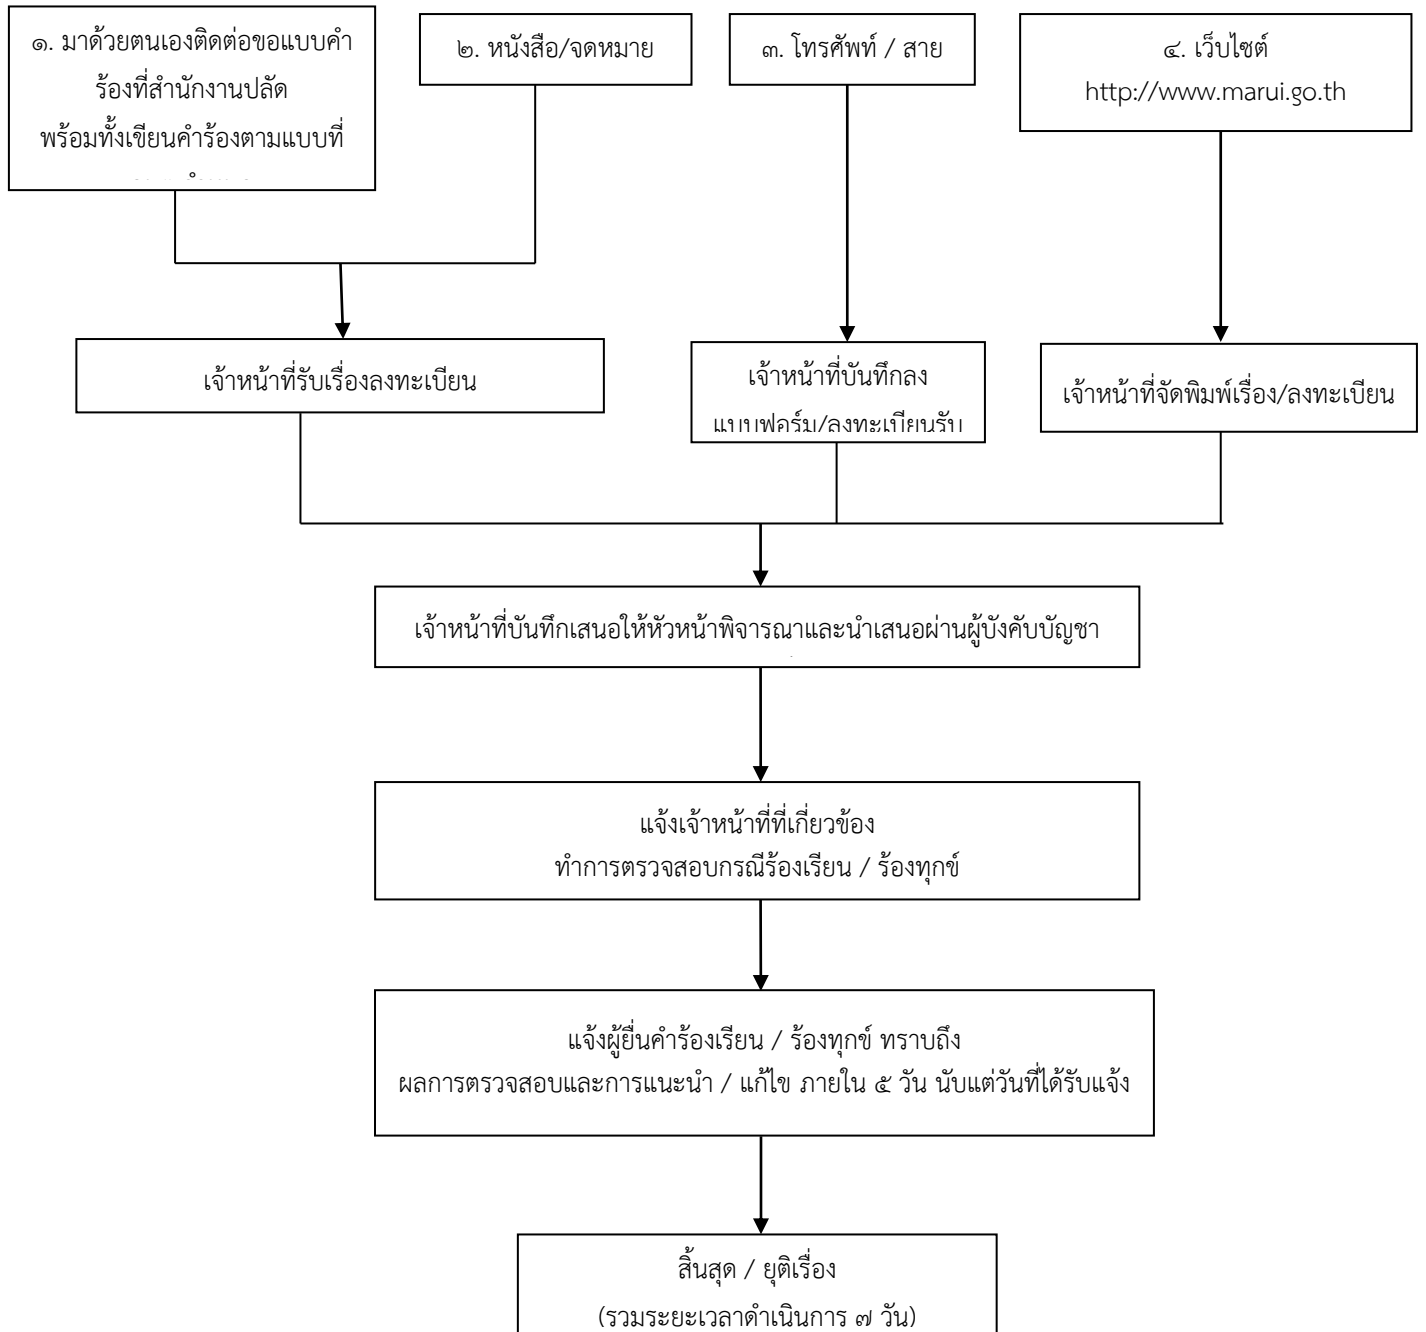 ๑. มาด้วยตนเองติดต่อขอแบบคำ
ร้องที่สำนักงานปลัด
พร้อมทั้งเขียนคำร้องตามแบบที่
๒. หนังสือ/จดหมาย
๓. โทรศัพท์ / สาย
๔. เว็บไซต์
http://www.marui.go.th
เจ้าหน้าที่รับเรื่องลงทะเบียน
เจ้าหน้าที่บันทึกลง
แบบฟอร์ม/ลงทะเบียนรับ
เจ้าหน้าที่จัดพิมพ์เรื่อง/ลงทะเบียน
เจ้าหน้าที่บันทึกเสนอให้หัวหน้าพิจารณาและนำเสนอผ่านผู้บังคับบัญชา
แจ้งเจ้าหน้าที่ที่เกี่ยวข้อง
ทำการตรวจสอบกรณีร้องเรียน / ร้องทุกข์
แจ้งผู้ยื่นคำร้องเรียน / ร้องทุกข์ ทราบถึง
ผลการตรวจสอบและการแนะนำ / แก้ไข ภายใน ๕ วัน นับแต่วันที่ได้รับแจ้ง
สิ้นสุด / ยุติเรื่อง
(รวมระยะเวลาดำเนินการ ๗ วัน)